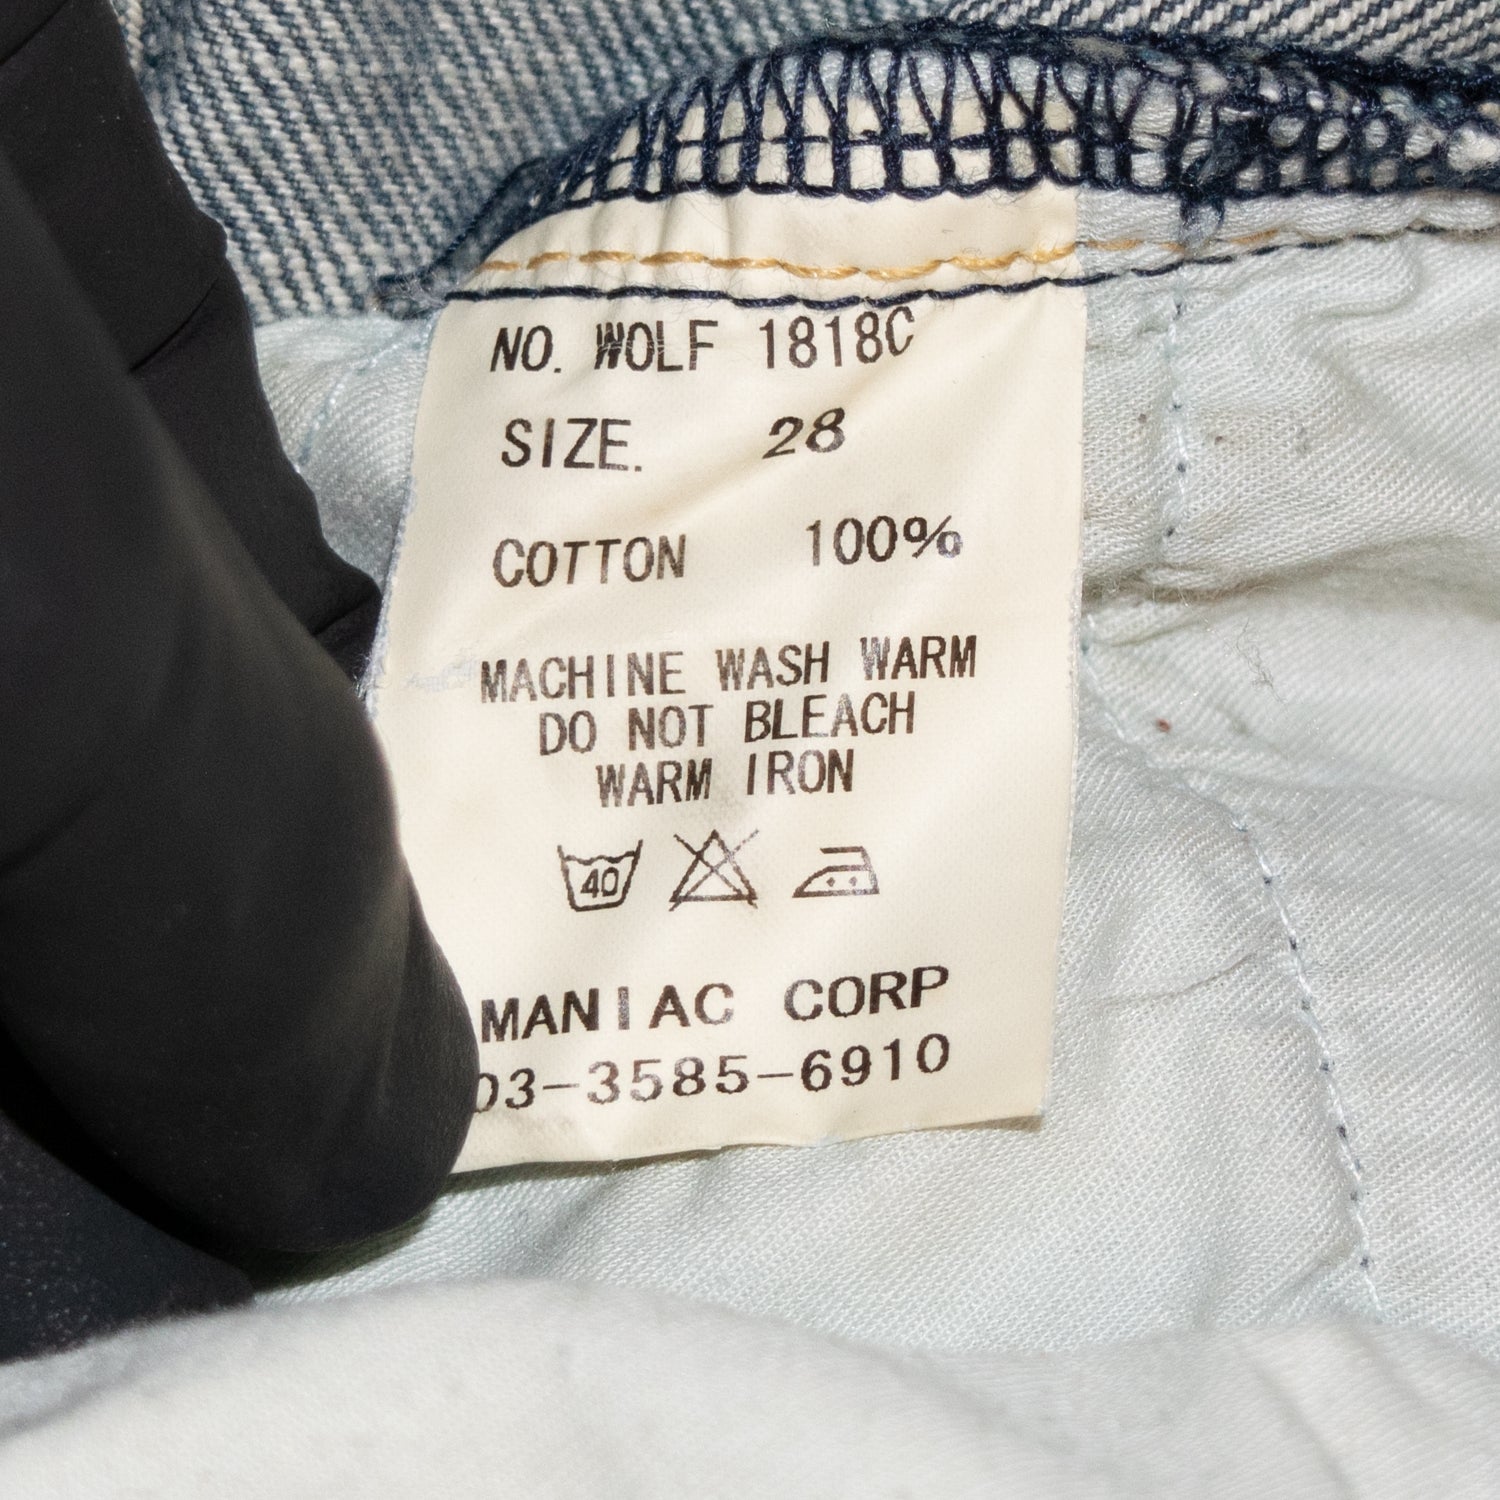 NO. WOLF 1818C
SIZE. 28
COTTON 100%
MACHINE WASH WARM
DO NOT BLEACH
WARM IRON
40
MANIAC CORP
03-3585-6910